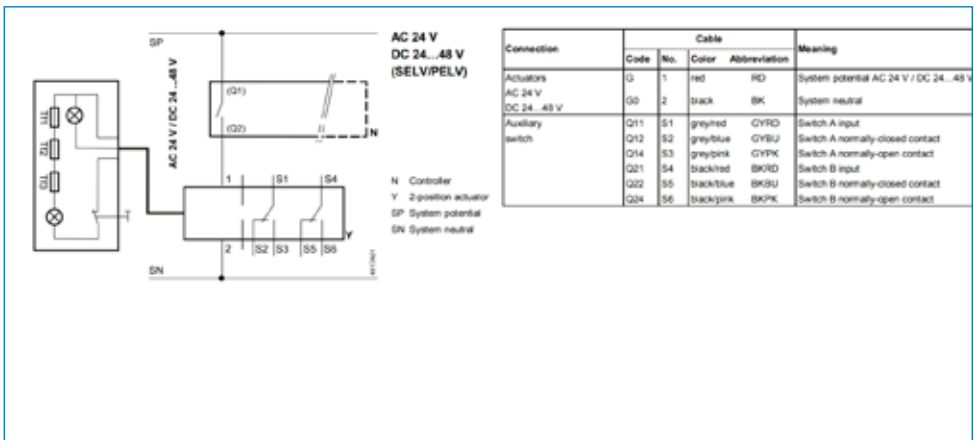 SP
AC 24 V
DC 24...48 V
(SELV/PELV)
AC 24 V / DC 24 ...48 V
(Q1)
(Q2)
N
Tf1
Tf2
Tf3
1 S1 S4
Y
2 S2 S3 S5 S6
SN
N Controller
Y 2-position actuator
SP System potential
SN System neutral
Connection Cable Meaning
Code No. Color Abbreviation
Actuators G 1 red RD System potential AC 24 V / DC 24...48 V
AC 24 V
DC 24...48 V G0 2 black BK System neutral
Auxiliary Q11 S1 grey/red GYRD Switch A input
switch Q12 S2 grey/blue GYBU Switch A normally-closed contact
Q14 S3 grey/pink GYPK Switch A normally-open contact
Q21 S4 black/red BKRD Switch B input
Q22 S5 black/blue BKBU Switch B normally-closed contact
Q24 S6 black/pink BKPK Switch B normally-open contact